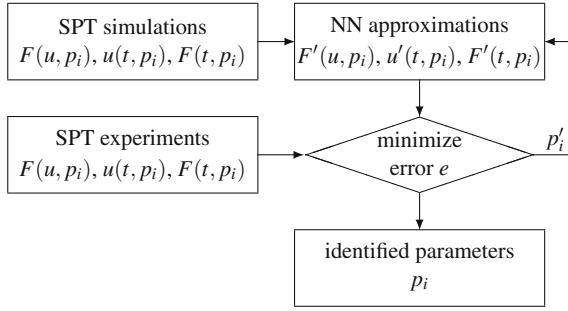 SPT simulations
F(u, p_i), u(t, p_i), F(t, p_i)
NN approximations
F′(u, p_i), u′(t, p_i), F′(t, p_i)
SPT experiments
F(u, p_i), u(t, p_i), F(t, p_i)
minimize
error e
p′_i
identified parameters
p_i